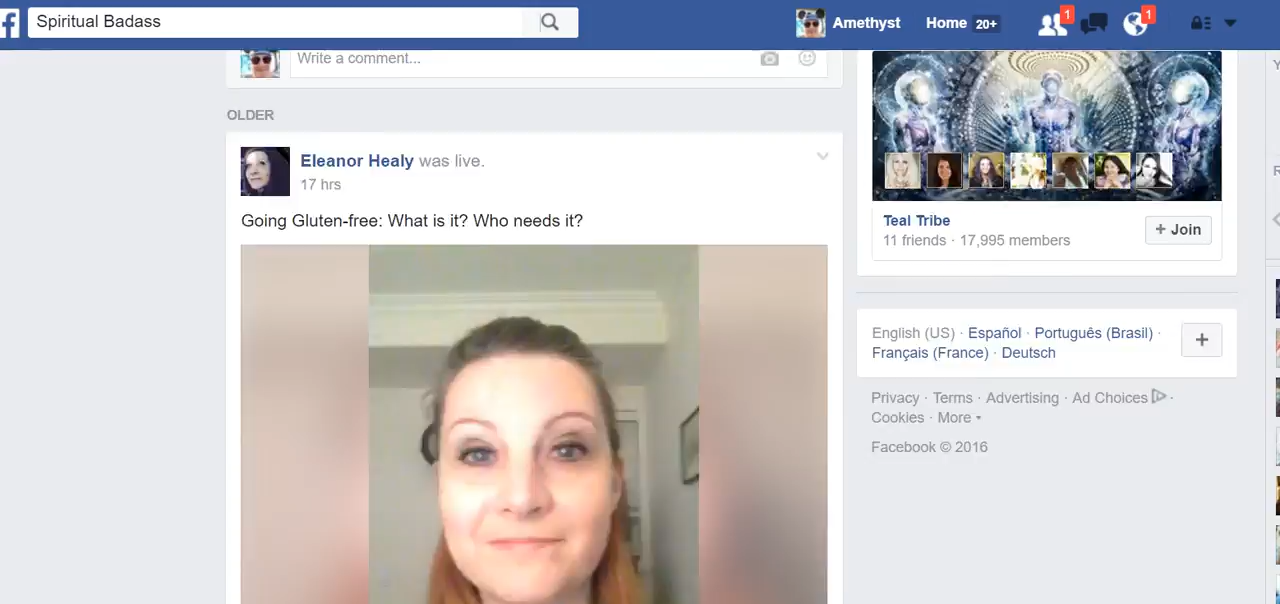 f
Spiritual Badass
Amethyst
Home 20+
1
1
Write a comment...
OLDER
Eleanor Healy was live.
17 hrs
Going Gluten-free: What is it? Who needs it?
Teal Tribe
11 friends · 17,995 members
+ Join
English (US) · Español · Português (Brasil) ·
Français (France) · Deutsch
+
Privacy · Terms · Advertising · Ad Choices ·
Cookies · More
Facebook © 2016
Y